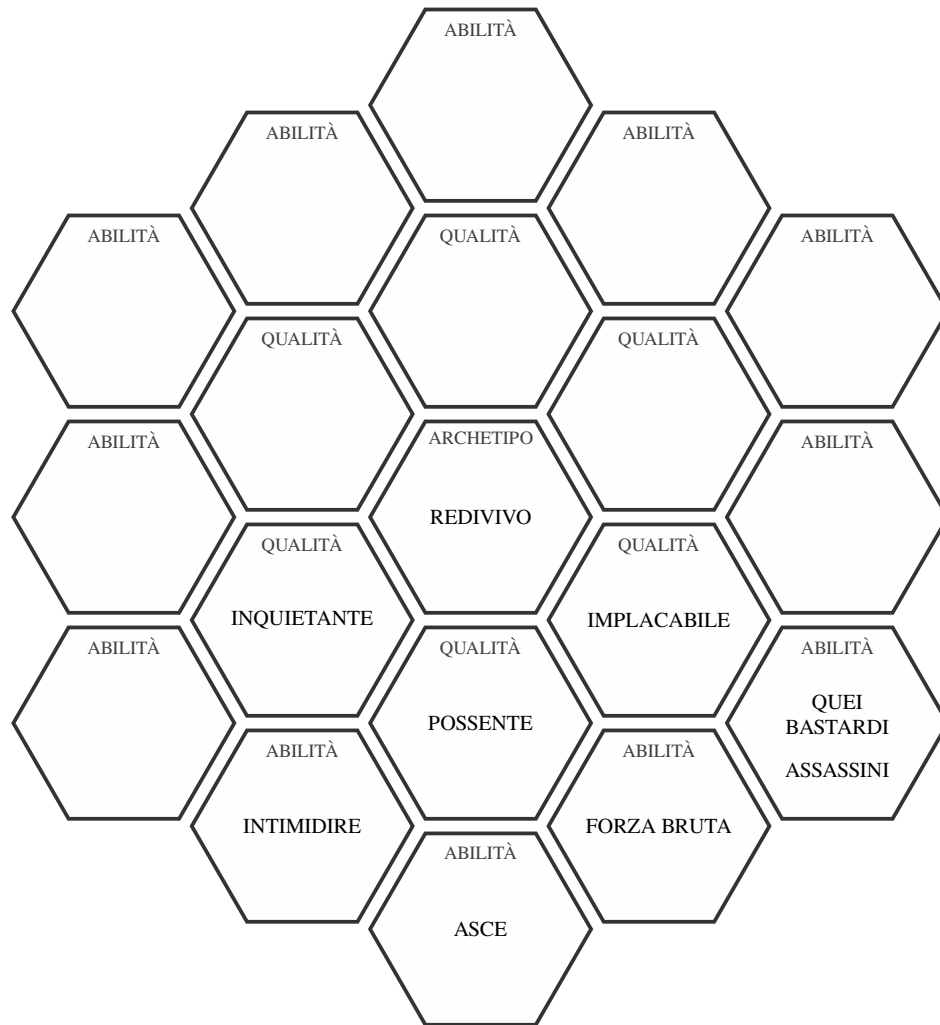 ABILITÀ
ABILITÀ
ABILITÀ
ABILITÀ
QUALITÀ
ABILITÀ
QUALITÀ
QUALITÀ
ABILITÀ
ARCHETIPO
REDIVIVO
ABILITÀ
QUALITÀ
INQUIETANTE
QUALITÀ
IMPLACABILE
ABILITÀ
QUALITÀ
POSSENTE
ABILITÀ
QUEI
BASTARDI
ASSASSINI
ABILITÀ
INTIMIDIRE
ABILITÀ
FORZA BRUTA
ABILITÀ
ASCE